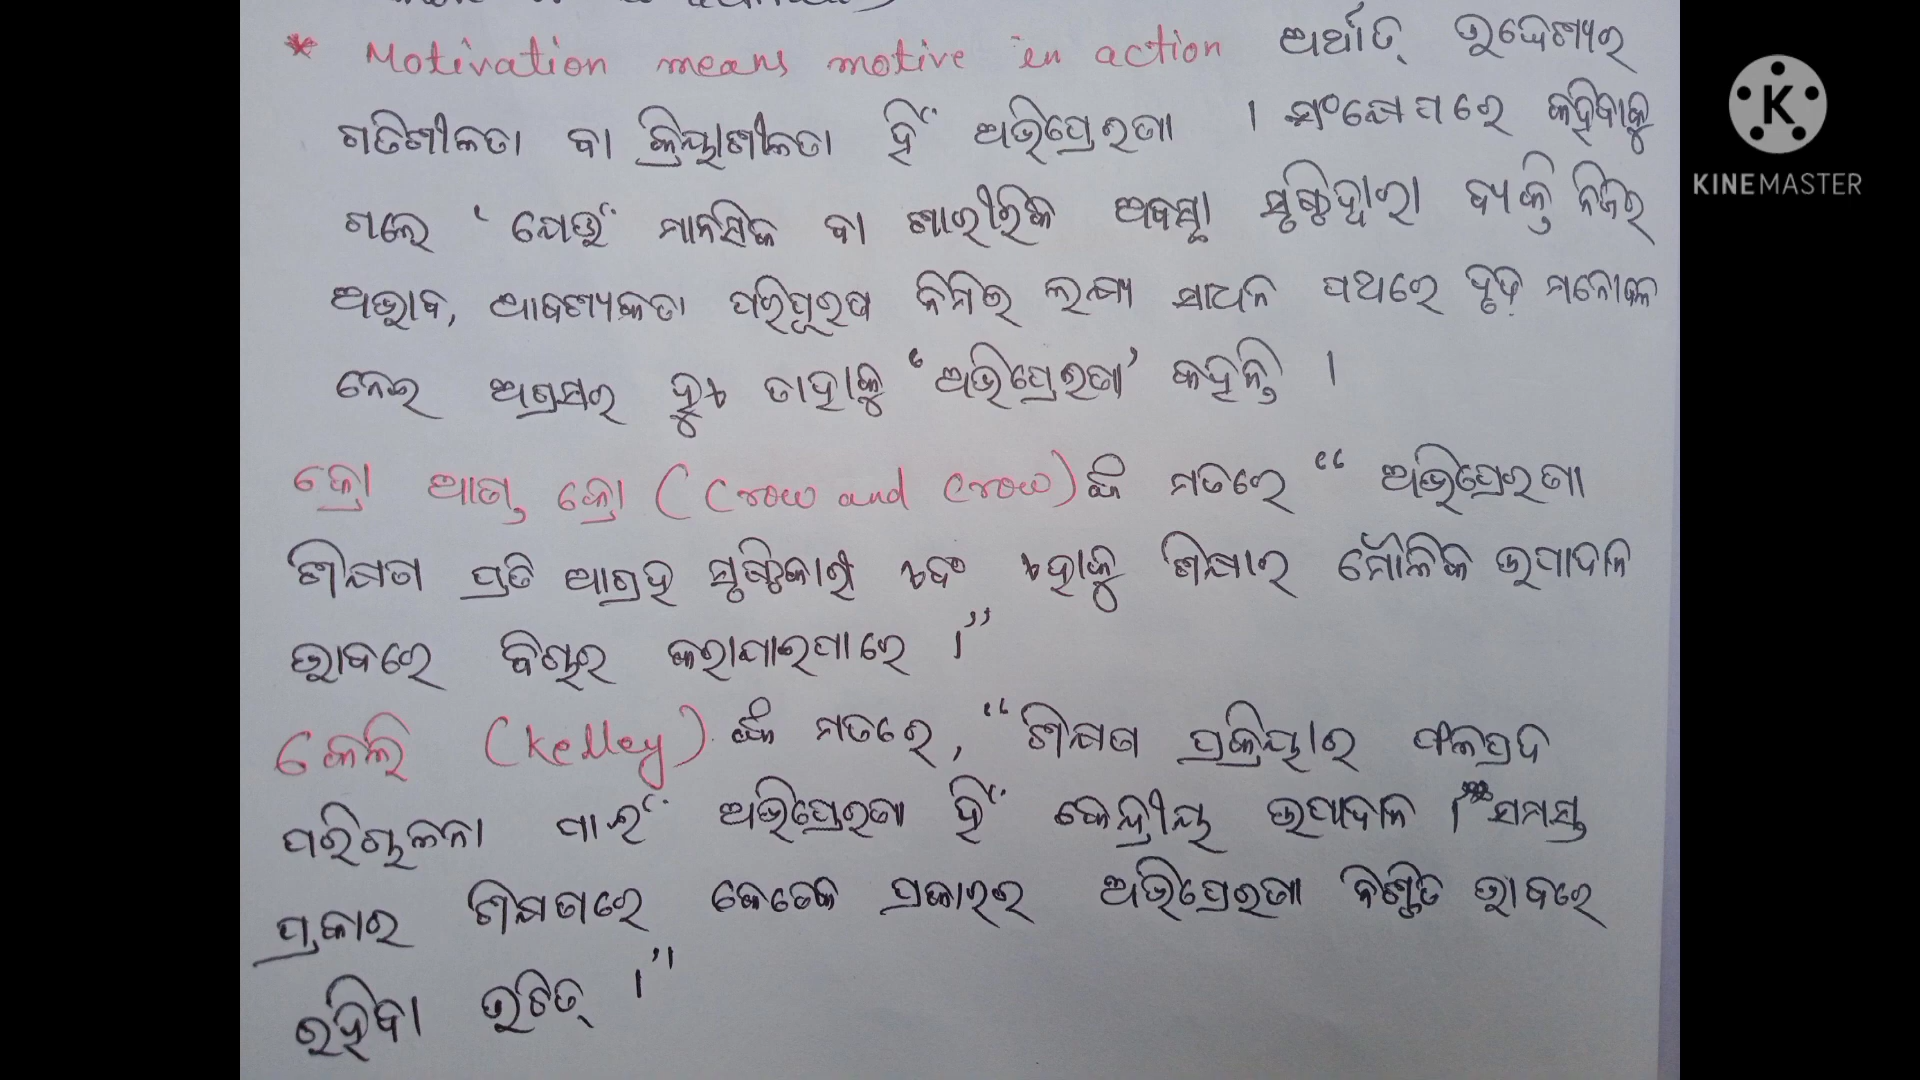 * Motivation means motive in action ଅର୍ଥାତ୍ ଉଦ୍ଦେଶ୍ୟର
ଗତିଶୀଳତା ବା କ୍ରିୟାଶୀଳତା ହିଁ ଅଭିପ୍ରେରଣା । ସଂକ୍ଷେପରେ କହିବାକୁ
ଗଲେ ' ଯେଉଁ ମାନସିକ ବା ଶାରୀରିକ ଅବସ୍ଥା ସୃଷ୍ଟିଦ୍ୱାରା ବ୍ୟକ୍ତି ନିଜର
ଅଭାବ, ଆବଶ୍ୟକତା ପରିପୂରଣ ନିମିତ୍ତ ଲକ୍ଷ୍ୟ ସାଧନ ପଥରେ ଦୃଢ଼ ମନୋବଳ
ନେଇ ଅଗ୍ରସର ହୁଏ ତାହାକୁ 'ଅଭିପ୍ରେରଣା' କହନ୍ତି ।
କ୍ରୋ ଆଣ୍ଡ କ୍ରୋ (Crow and Crow) ଙ୍କ ମତରେ “ ଅଭିପ୍ରେରଣା
ଶିକ୍ଷଣ ପ୍ରତି ଆଗ୍ରହ ସୃଷ୍ଟିକାରୀ ଏବଂ ଏହାକୁ ଶିକ୍ଷାର ମୌଳିକ ଉପାଦାନ
ଭାବରେ ବିଚାର କରାଯାଇପାରେ ।”
କେଲି (Kelley) ଙ୍କ ମତରେ, “ଶିକ୍ଷଣ ପ୍ରକ୍ରିୟାର ଫଳପ୍ରଦ
ପରିଚାଳନା ପାଇଁ ଅଭିପ୍ରେରଣା ହିଁ କେନ୍ଦ୍ରୀୟ ଉପାଦାନ । ସମସ୍ତ
ପ୍ରକାର ଶିକ୍ଷଣରେ କେତେକ ପ୍ରକାରର ଅଭିପ୍ରେରଣା ନିଶ୍ଚିତ ଭାବରେ
ରହିବା ଉଚିତ୍ ।”
KINEMASTER